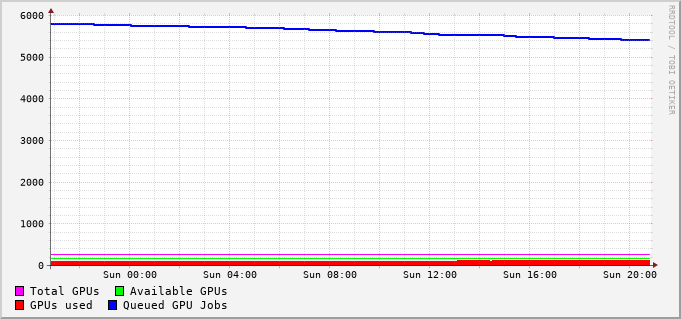 RRDTOOL / TOBI OETIKER
6000
5000
4000
3000
2000
1000
0
Sun 00:00 Sun 04:00 Sun 08:00 Sun 12:00 Sun 16:00 Sun 20:00
Total GPUs Available GPUs
GPUs used Queued GPU Jobs